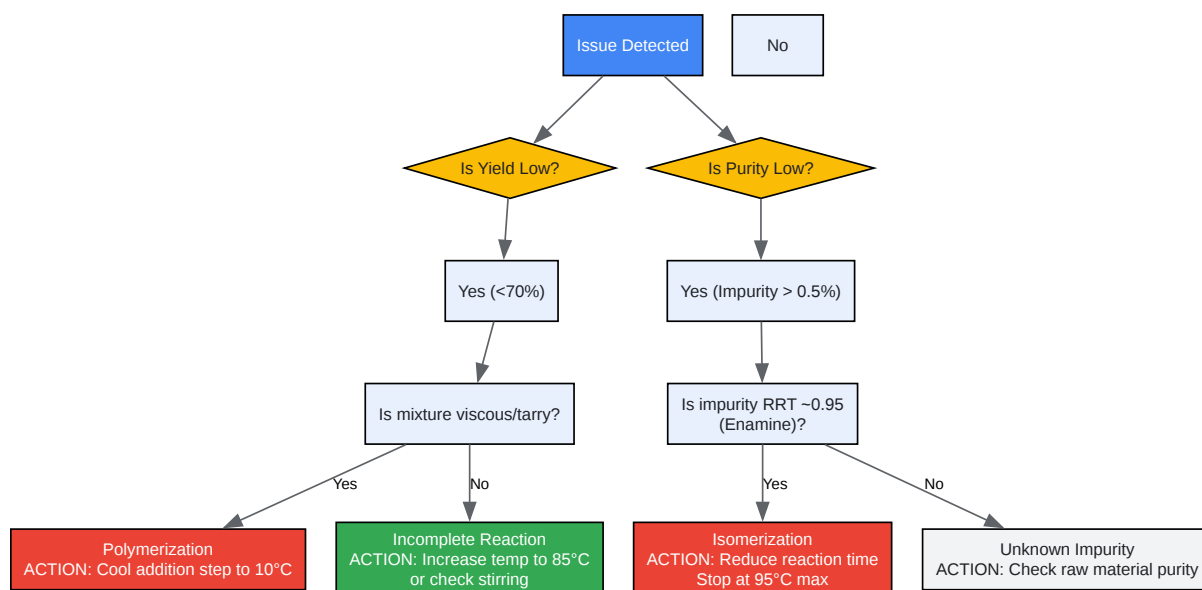 Issue Detected
No
Is Yield Low?
Is Purity Low?
Yes (<70%)
Yes (Impurity > 0.5%)
Is mixture viscous/tarry?
Is impurity RRT ~0.95
(Enamine)?
Yes
No
Yes
No
Polymerization
ACTION: Cool addition step to 10°C
Incomplete Reaction
ACTION: Increase temp to 85°C
or check stirring
Isomerization
ACTION: Reduce reaction time
Stop at 95°C max
Unknown Impurity
ACTION: Check raw material purity